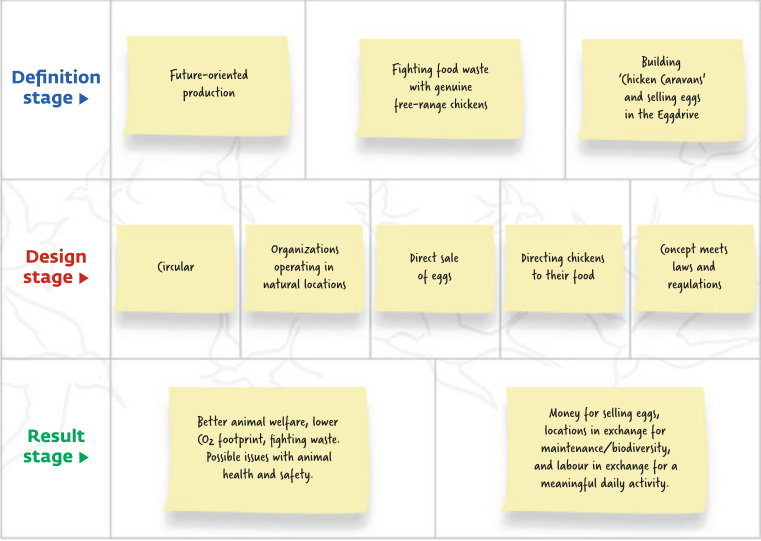 Definition
stage ▶
Future-oriented
production
Fighting food waste
with genuine
free-range chickens
Building
'Chicken Caravans'
and selling eggs
in the Eggdrive
Design
stage ▶
Circular
Organizations
operating in
natural locations
Direct sale
of eggs
Directing chickens
to their food
Concept meets
laws and
regulations
Result
stage ▶
Better animal welfare, lower
CO2 footprint, fighting waste.
Possible issues with animal
health and safety.
Money for selling eggs,
locations in exchange for
maintenance/biodiversity,
and labour in exchange for a
meaningful daily activity.